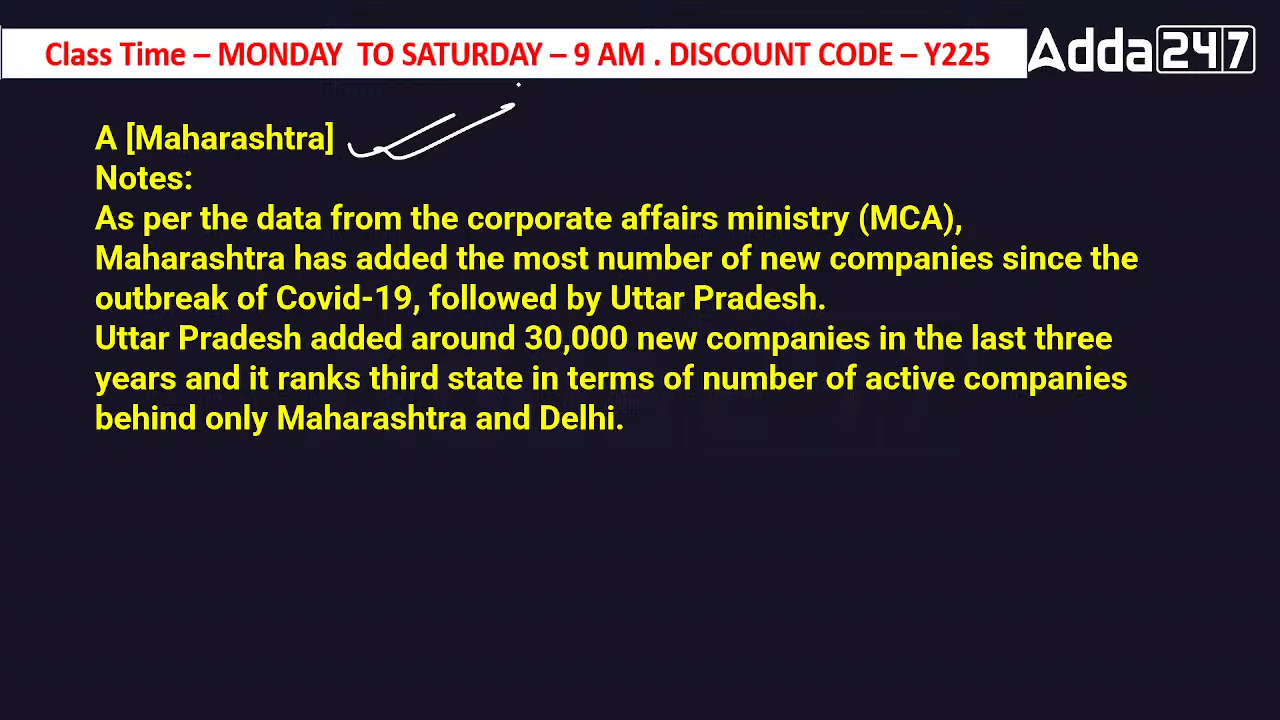 Class Time – MONDAY TO SATURDAY – 9 AM . DISCOUNT CODE – Y225
Adda247
A [Maharashtra]
Notes:
As per the data from the corporate affairs ministry (MCA),
Maharashtra has added the most number of new companies since the
outbreak of Covid-19, followed by Uttar Pradesh.
Uttar Pradesh added around 30,000 new companies in the last three
years and it ranks third state in terms of number of active companies
behind only Maharashtra and Delhi.